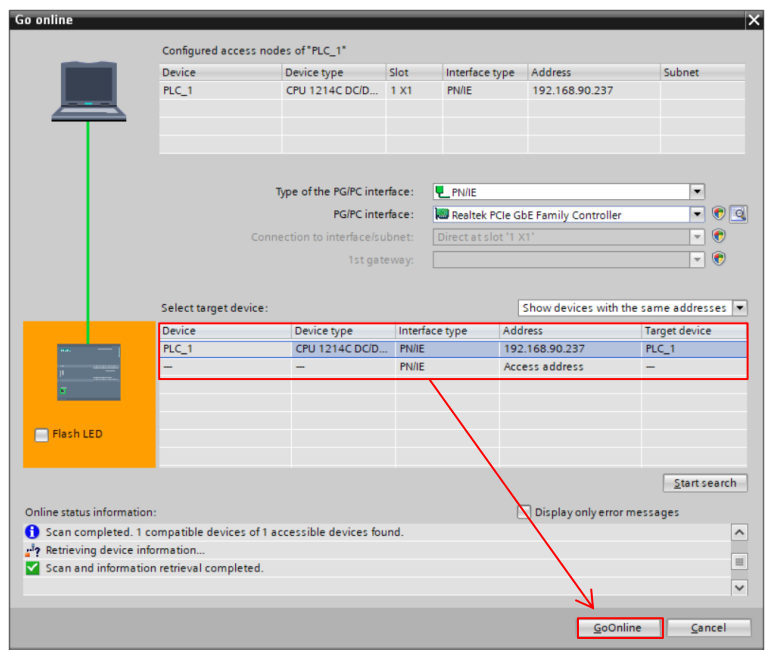 Go online
Configured access nodes of "PLC_1"
Device Device type Slot Interface type Address Subnet
PLC_1 CPU 1214C DC/D... 1 X1 PN/IE 192.168.90.237
Type of the PG/PC interface: PN/IE
PG/PC interface: Realtek PCIe GbE Family Controller
Connection to interface/subnet: Direct at slot '1 X1'
1st gateway:
Select target device: Show devices with the same addresses
Device Device type Interface type Address Target device
PLC_1 CPU 1214C DC/D... PN/IE 192.168.90.237 PLC_1
— — PN/IE Access address —
Flash LED
Start search
Online status information: Display only error messages
Scan completed. 1 compatible devices of 1 accessible devices found.
Retrieving device information...
Scan and information retrieval completed.
GoOnline Cancel